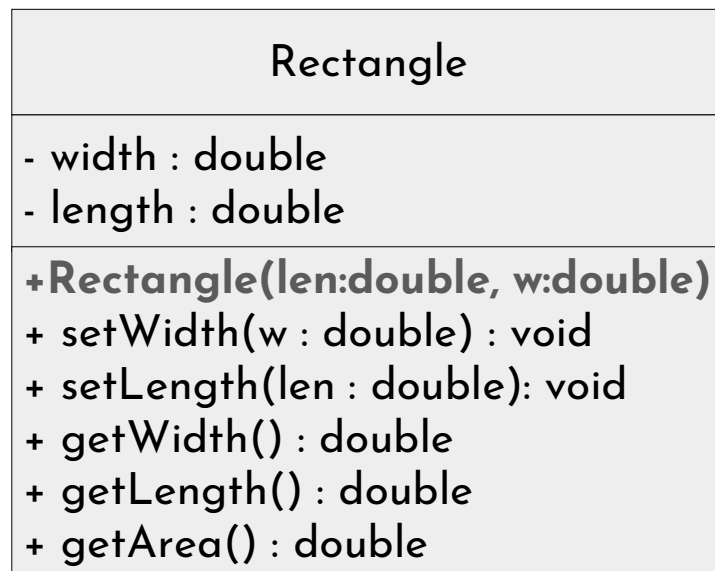 Rectangle
- width : double
- length : double
+Rectangle(len:double, w:double)
+ setWidth(w : double) : void
+ setLength(len : double): void
+ getWidth() : double
+ getLength() : double
+ getArea() : double